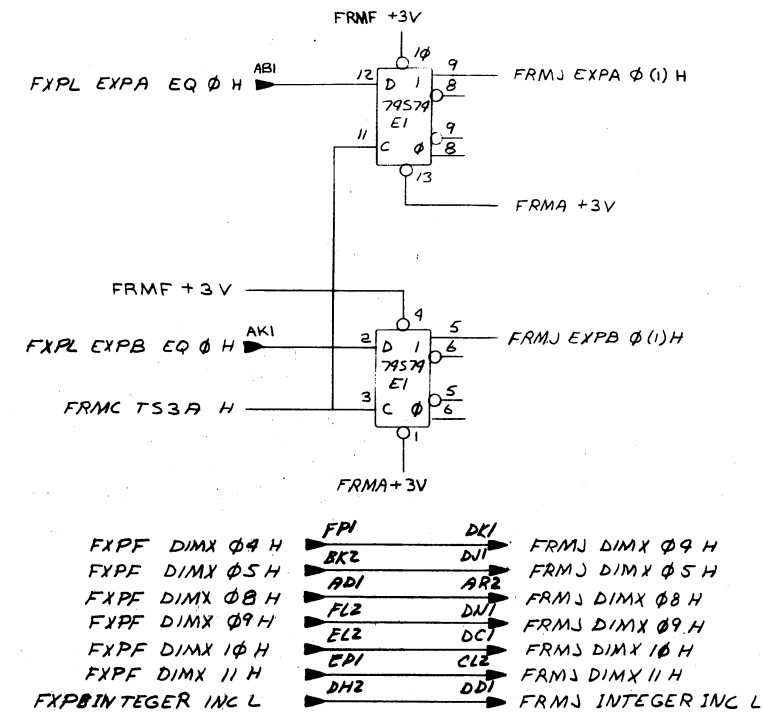 FRMF +3V
10
AB1
12 D 1 9
FRMJ EXPA Ø(1) H
FXPL EXPA EQ Ø H
8
74S74
E1
11 C Ø
9
8
13
FRMA +3V
FRMF +3V
4
AK1
2 D 1 5
FRMJ EXPB Ø(1) H
FXPL EXPB EQ Ø H
6
74S74
E1
3 C Ø
5
6
FRMC TS3A H
1
FRMA +3V
FXPF DIMX Ø4 H FP1 DK1 FRMJ DIMX Ø4 H
FXPF DIMX Ø5 H BK2 DJ1 FRMJ DIMX Ø5 H
FXPF DIMX Ø8 H AD1 AR2 FRMJ DIMX Ø8 H
FXPF DIMX Ø9 H FL2 DN1 FRMJ DIMX Ø9 H
FXPF DIMX 1Ø H EL2 DC1 FRMJ DIMX 1Ø H
FXPF DIMX 11 H EP1 CL2 FRMJ DIMX 11 H
FXPB INTEGER INC L DH2 DD1 FRMJ INTEGER INC L